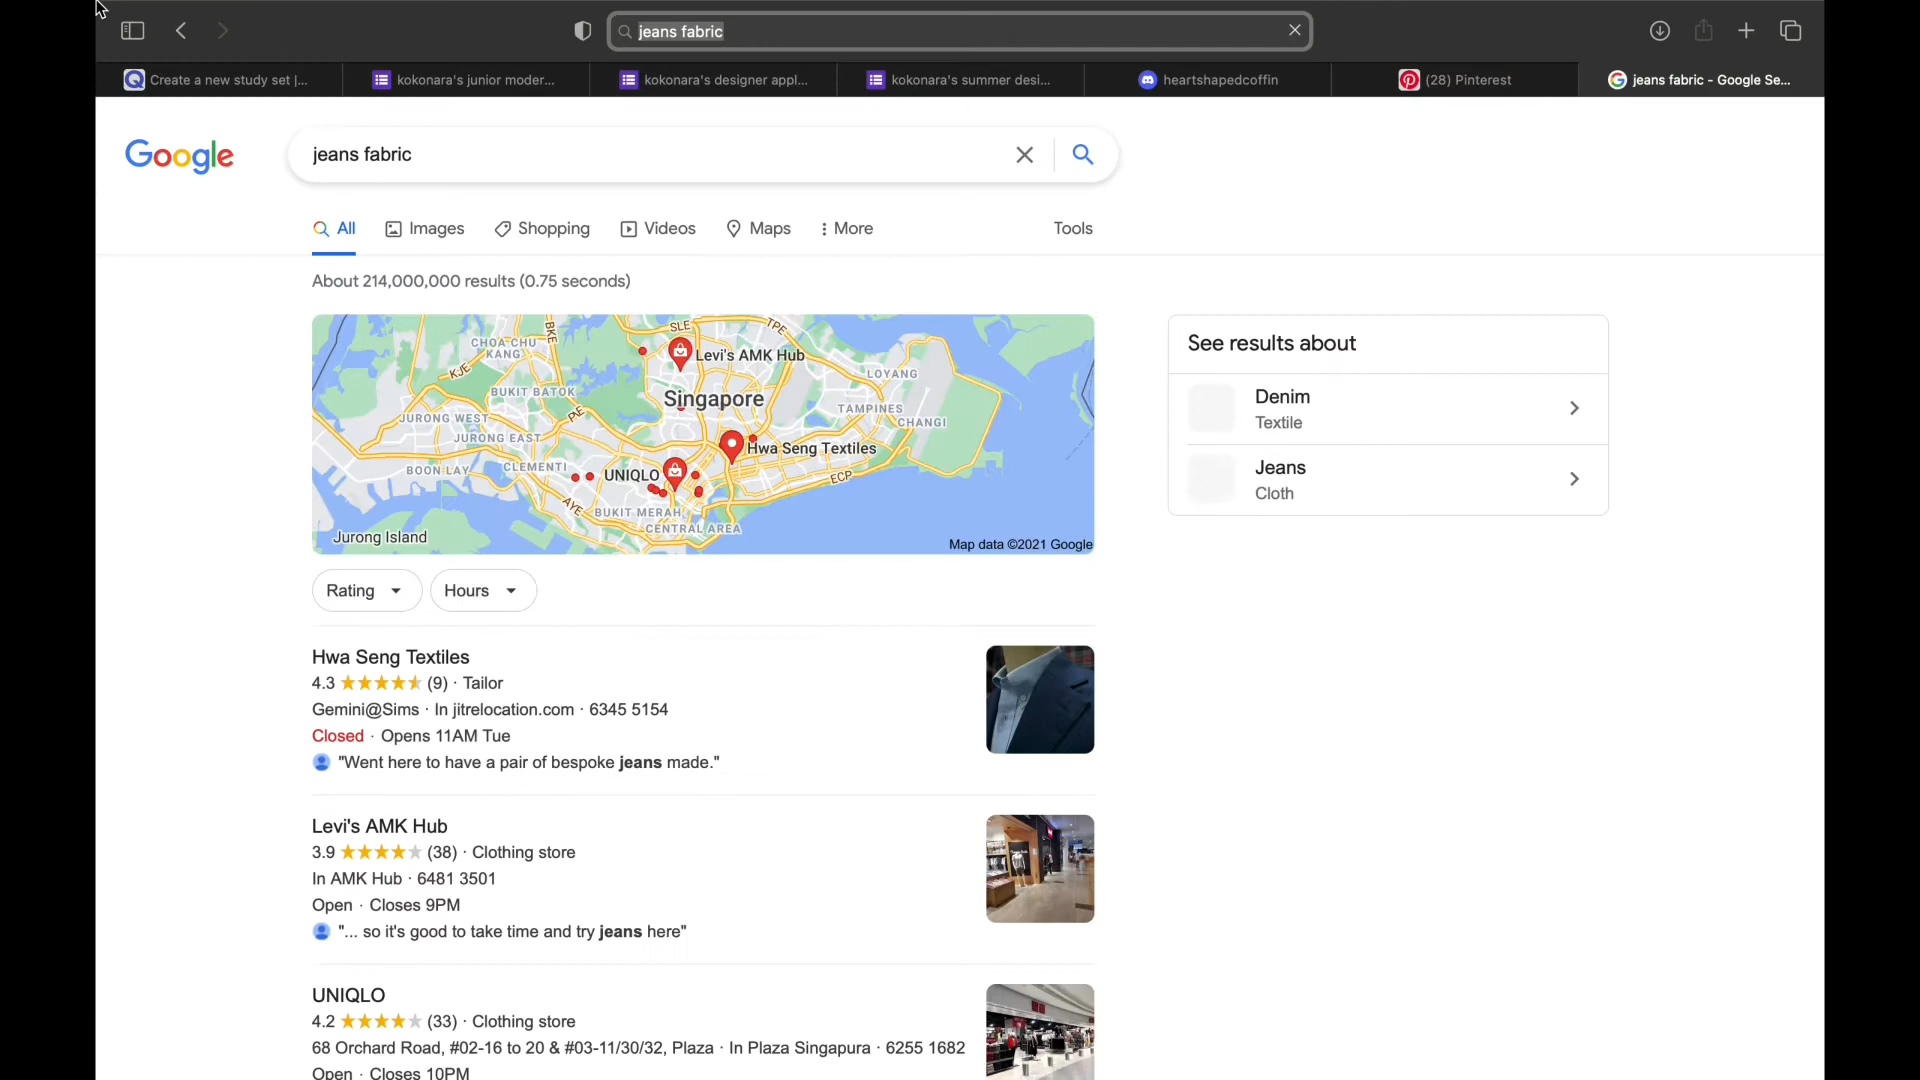 jeans fabric
Create a new study set |...
kokonara's junior moder...
kokonara's designer appl...
kokonara's summer desi...
heartshapedcoffin
(28) Pinterest
jeans fabric - Google Se...
Google
jeans fabric
All
Images
Shopping
Videos
Maps
More
Tools
About 214,000,000 results (0.75 seconds)
SLE
TPE
BKE
CHOA CHU
KANG
Levi's AMK Hub
KJE
LOYANG
BUKIT BATOK
Singapore
PIE
TAMPINES
JURONG WEST
CHANGI
JURONG EAST
Hwa Seng Textiles
BOON LAY
CLEMENTI
UNIQLO
ECP
AYE
BUKIT MERAH
CENTRAL AREA
Jurong Island
Map data ©2021 Google
See results about
Denim
Textile
Jeans
Cloth
Rating
Hours
Hwa Seng Textiles
4.3 (9) · Tailor
Gemini@Sims · In jitrelocation.com · 6345 5154
Closed · Opens 11AM Tue
"Went here to have a pair of bespoke jeans made."
Levi's AMK Hub
3.9 (38) · Clothing store
In AMK Hub · 6481 3501
Open · Closes 9PM
"... so it's good to take time and try jeans here"
UNIQLO
4.2 (33) · Clothing store
68 Orchard Road, #02-16 to 20 & #03-11/30/32, Plaza · In Plaza Singapura · 6255 1682
Open · Closes 10PM